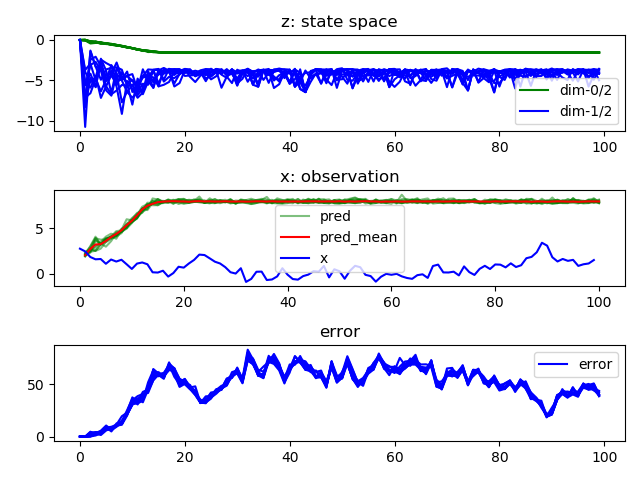 z: state space
0
−5
−10
dim-0/2
dim-1/2
0 20 40 60 80 100
x: observation
5
0
pred
pred_mean
x
0 20 40 60 80 100
error
50
0
error
0 20 40 60 80 100